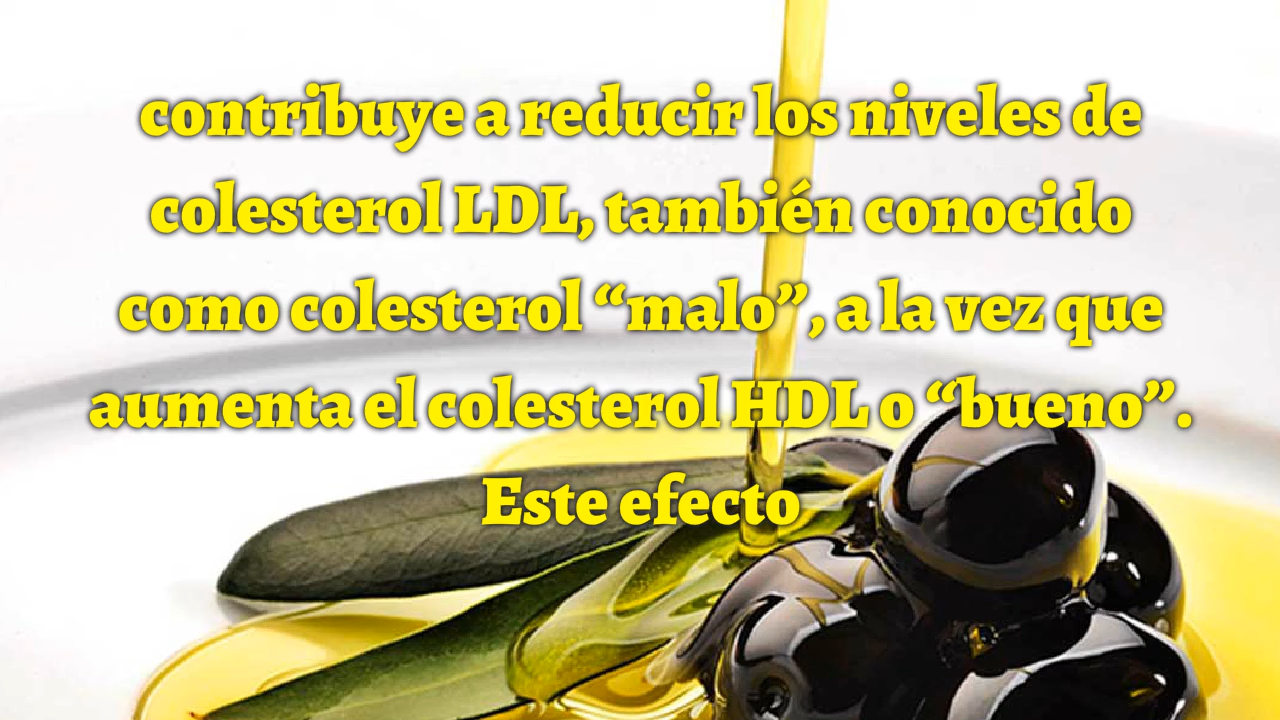 contribuye a reducir los niveles de
colesterol LDL, también conocido
como colesterol “malo”, a la vez que
aumenta el colesterol HDL o “bueno”.
Este efecto